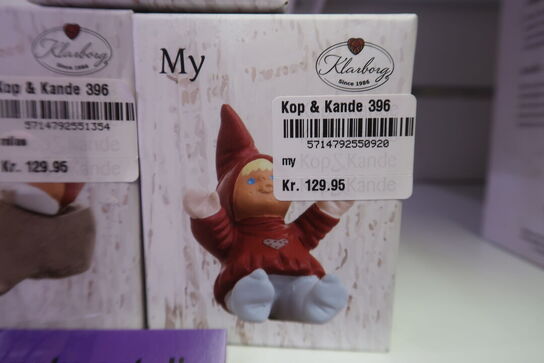 Klarborg
Since 1986
Kop & Kande 396
5714792551354
Kr. 129.95
My
Klarborg
Since 1986
Kop & Kande 396
5714792550920
my
Kop & Kande
Kr. 129.95